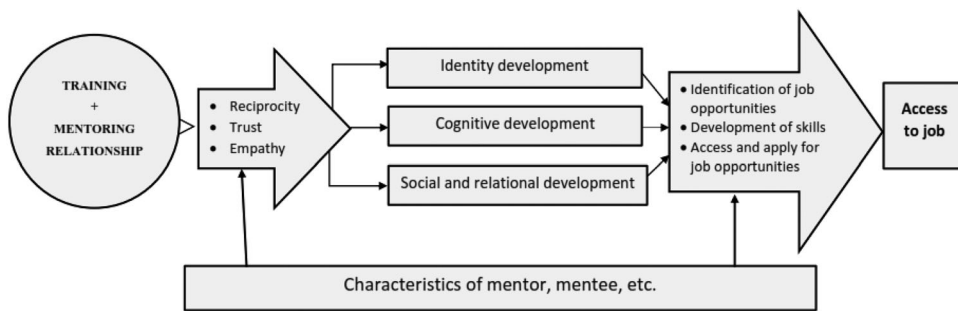 TRAINING
+
MENTORING
RELATIONSHIP
• Reciprocity
• Trust
• Empathy
Identity development
Cognitive development
Social and relational development
• Identification of job
opportunities
• Development of skills
• Access and apply for
job opportunities
Access
to job
Characteristics of mentor, mentee, etc.